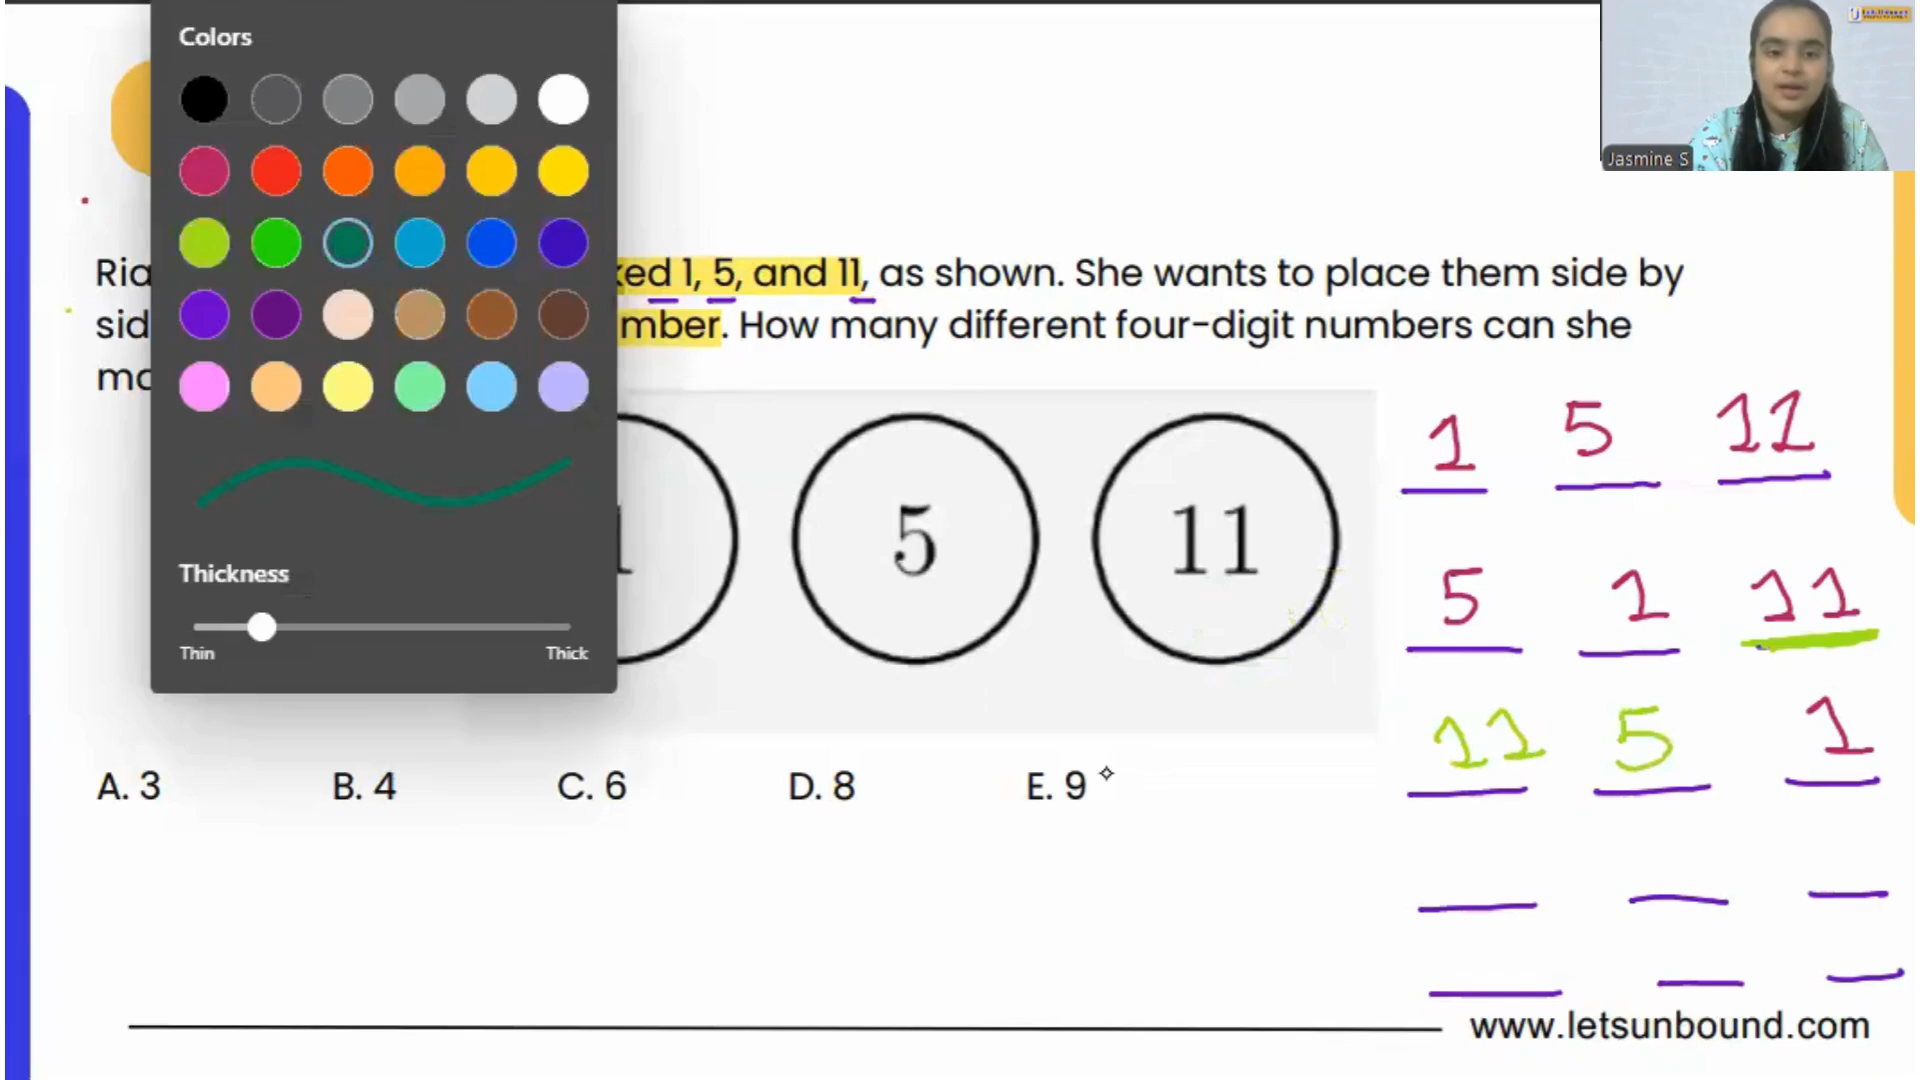 Colors
Jasmine S
Ria ked 1, 5, and 11, as shown. She wants to place them side by
sid mber. How many different four-digit numbers can she
ma
1 5 11
5 11
Thickness
Thin Thick
5 1 11
11 5 1
A. 3 B. 4 C. 6 D. 8 E. 9
www.letsunbound.com